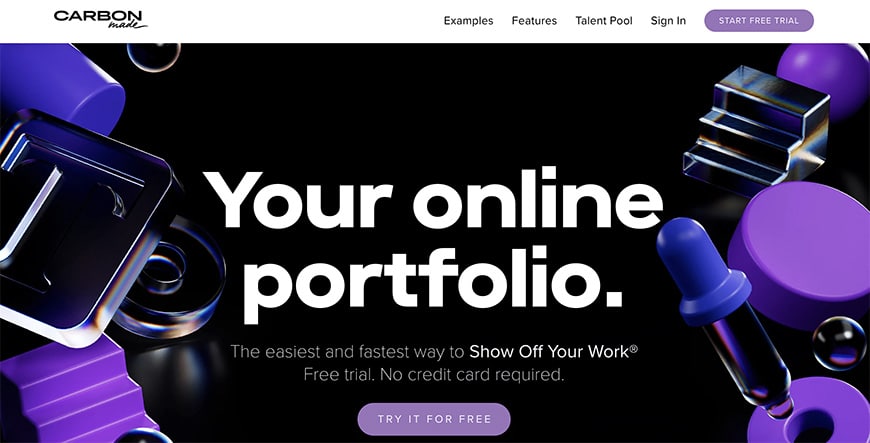 CARBON
made
Examples Features Talent Pool Sign In START FREE TRIAL
Your online
portfolio.
The easiest and fastest way to Show Off Your Work®
Free trial. No credit card required.
TRY IT FOR FREE